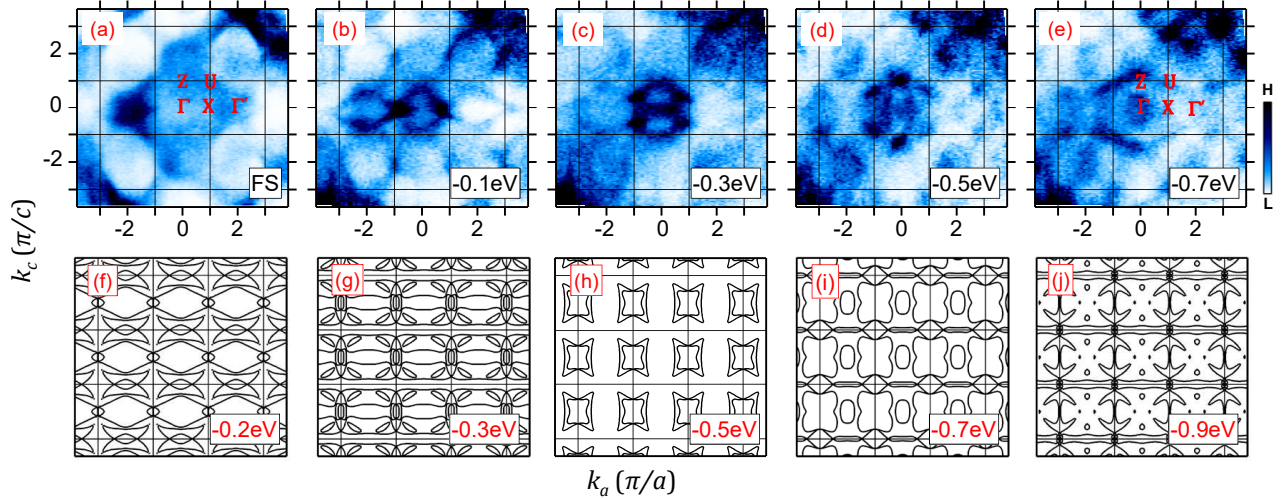 (a) (b) (c) (d) (e)
2 0 -2
Z U
Γ X Γ'
Z U
Γ X Γ'
H
L
FS -0.1eV -0.3eV -0.5eV -0.7eV
-2 0 2 -2 0 2 -2 0 2 -2 0 2 -2 0 2
k_c (π/c)
(f) (g) (h) (i) (j)
-0.2eV -0.3eV -0.5eV -0.7eV -0.9eV
k_a (π/a)